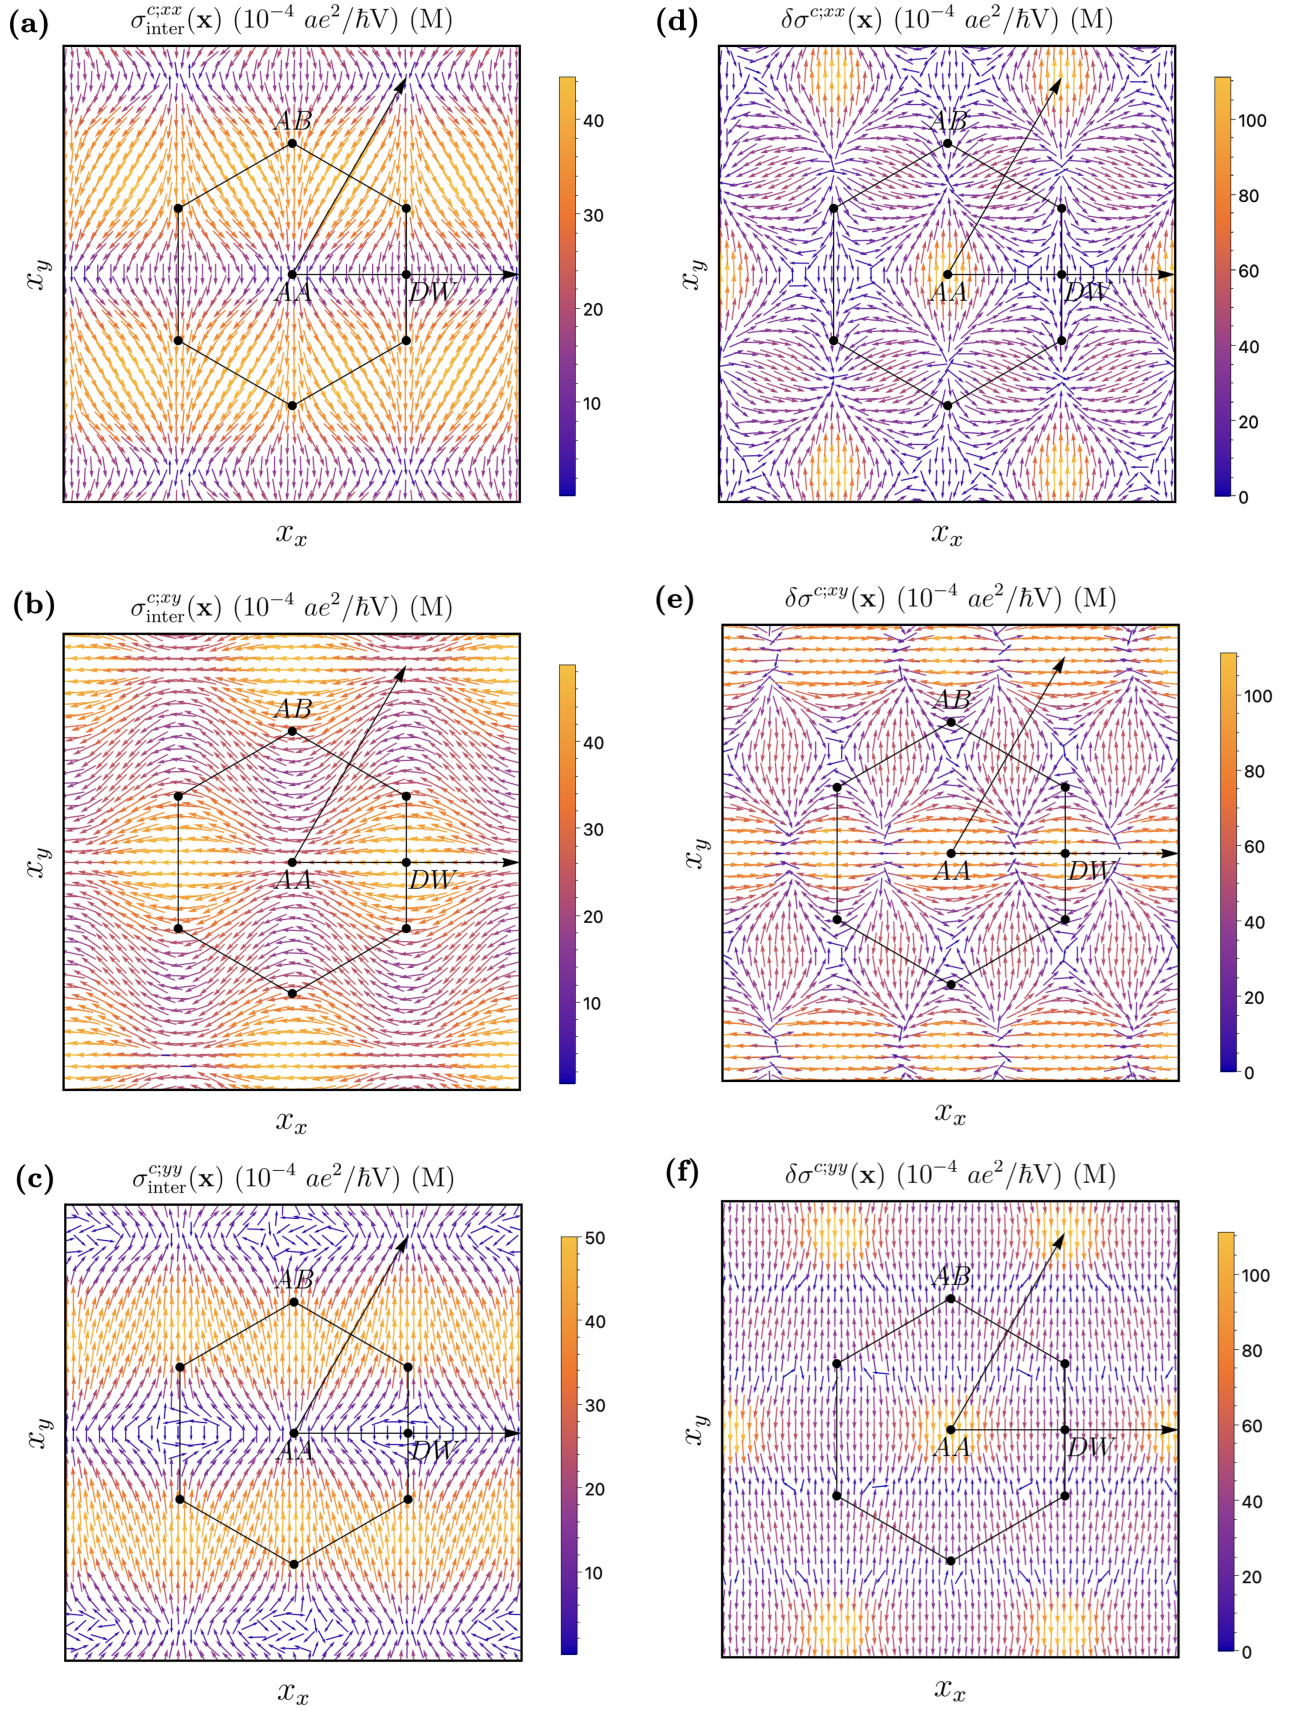 (a) σ^{c;xx}_{inter}(x) (10^{-4} ae^2/ħV) (M)
40
30
20
10
AB
AA
DW
x_y
x_x
(d) δσ^{c;xx}(x) (10^{-4} ae^2/ħV) (M)
100
80
60
40
20
0
AB
AA
DW
x_y
x_x
(b) σ^{c;xy}_{inter}(x) (10^{-4} ae^2/ħV) (M)
40
30
20
10
AB
AA
DW
x_y
x_x
(e) δσ^{c;xy}(x) (10^{-4} ae^2/ħV) (M)
100
80
60
40
20
0
AB
AA
DW
x_y
x_x
(c) σ^{c;yy}_{inter}(x) (10^{-4} ae^2/ħV) (M)
50
40
30
20
10
AB
AA
DW
x_y
x_x
(f) δσ^{c;yy}(x) (10^{-4} ae^2/ħV) (M)
100
80
60
40
20
0
AB
AA
DW
x_y
x_x